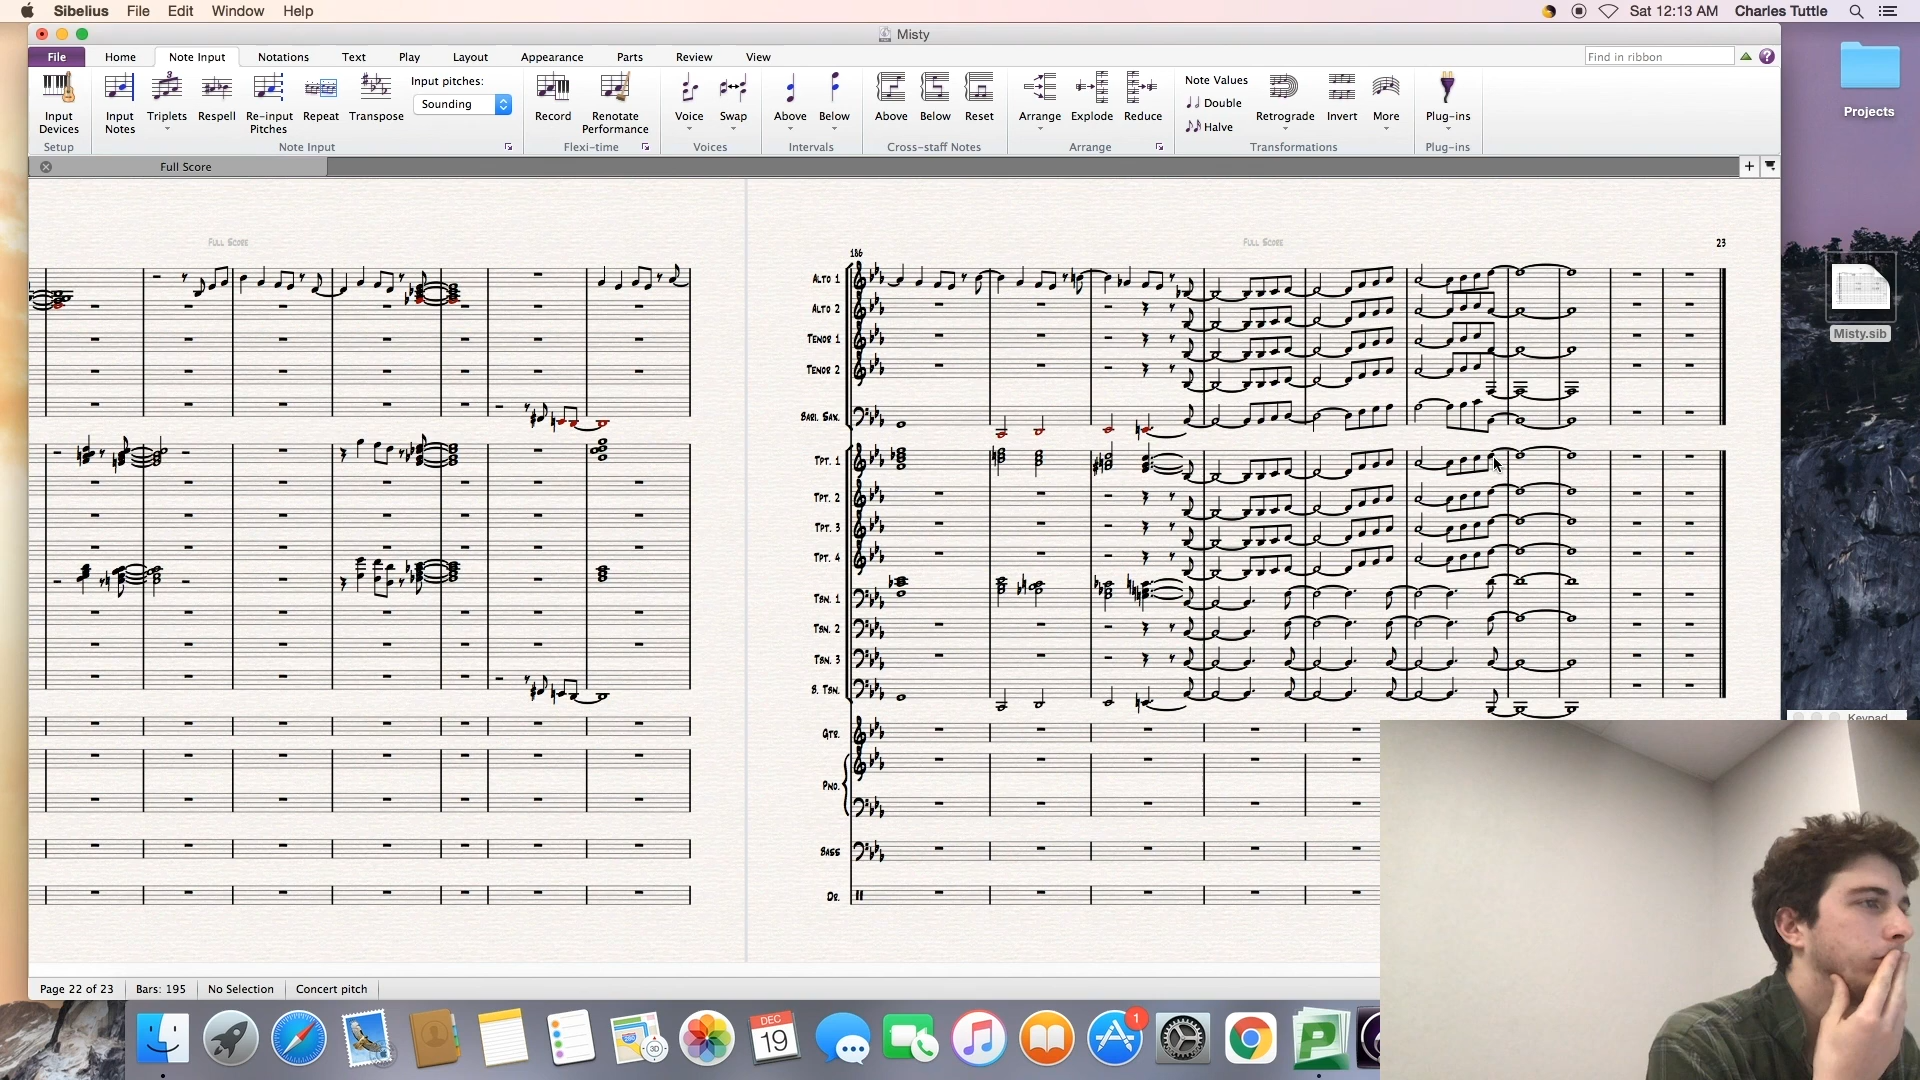 Sibelius File Edit Window Help Sat 12:13 AM Charles Tuttle
Misty
File Home Note Input Notations Text Play Layout Appearance Parts Review View Find in ribbon
Input Devices
Input Notes
Triplets
Respell
Re-input Pitches
Repeat
Transpose
Input pitches:
Sounding
Record
Renotate Performance
Voice
Swap
Above
Below
Above
Below
Reset
Arrange
Explode
Reduce
Note Values
Double
Halve
Retrograde
Invert
More
Plug-ins
Setup Note Input Flexi-time Voices Intervals Cross-staff Notes Arrange Transformations Plug-ins
Full Score
Projects
Misty.sib
Keypad
Full Score
Full Score
23
186
Alto 1
Alto 2
Tenor 1
Tenor 2
Bari. Sax.
Tpt. 1
Tpt. 2
Tpt. 3
Tpt. 4
Tbn. 1
Tbn. 2
Tbn. 3
B. Tbn.
Gtr.
Pno.
Bass
Dr.
Page 22 of 23 Bars: 195 No Selection Concert pitch
DEC
19
1